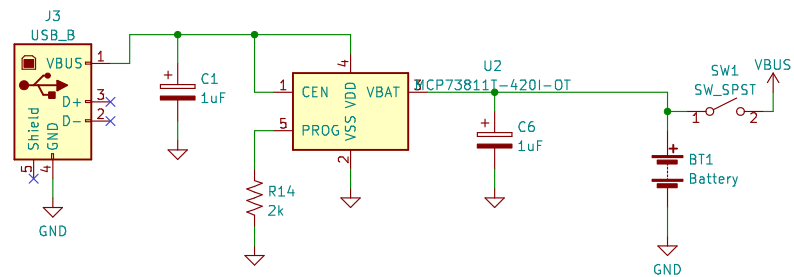 J3
USB_B
VBUS 1
D+ 3
D- 2
Shield
GND
5
4
GND
C1
1uF
U2
MCP73811T-420I-OT
4
1 CEN
VDD
VBAT 3
5 PROG
VSS
2
R14
2k
C6
1uF
SW1
SW_SPST
1
2
VBUS
BT1
Battery
GND